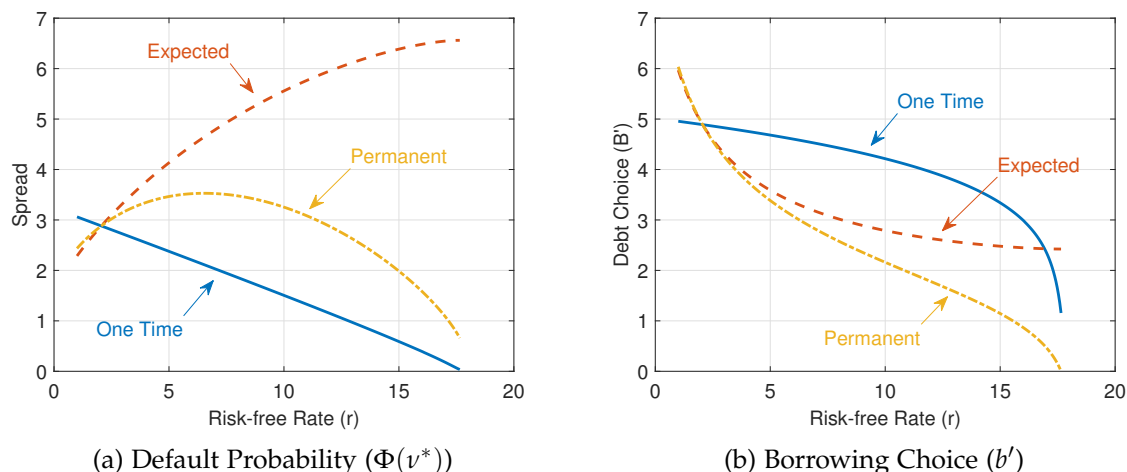 7
6
5
4
3
2
1
0
Spread
Expected
Permanent
One Time
0 5 10 15 20
Risk-free Rate (r)
(a) Default Probability (Φ(ν*))
7
6
5
4
3
2
1
0
Debt Choice (B')
One Time
Expected
Permanent
0 5 10 15 20
Risk-free Rate (r)
(b) Borrowing Choice (b′)